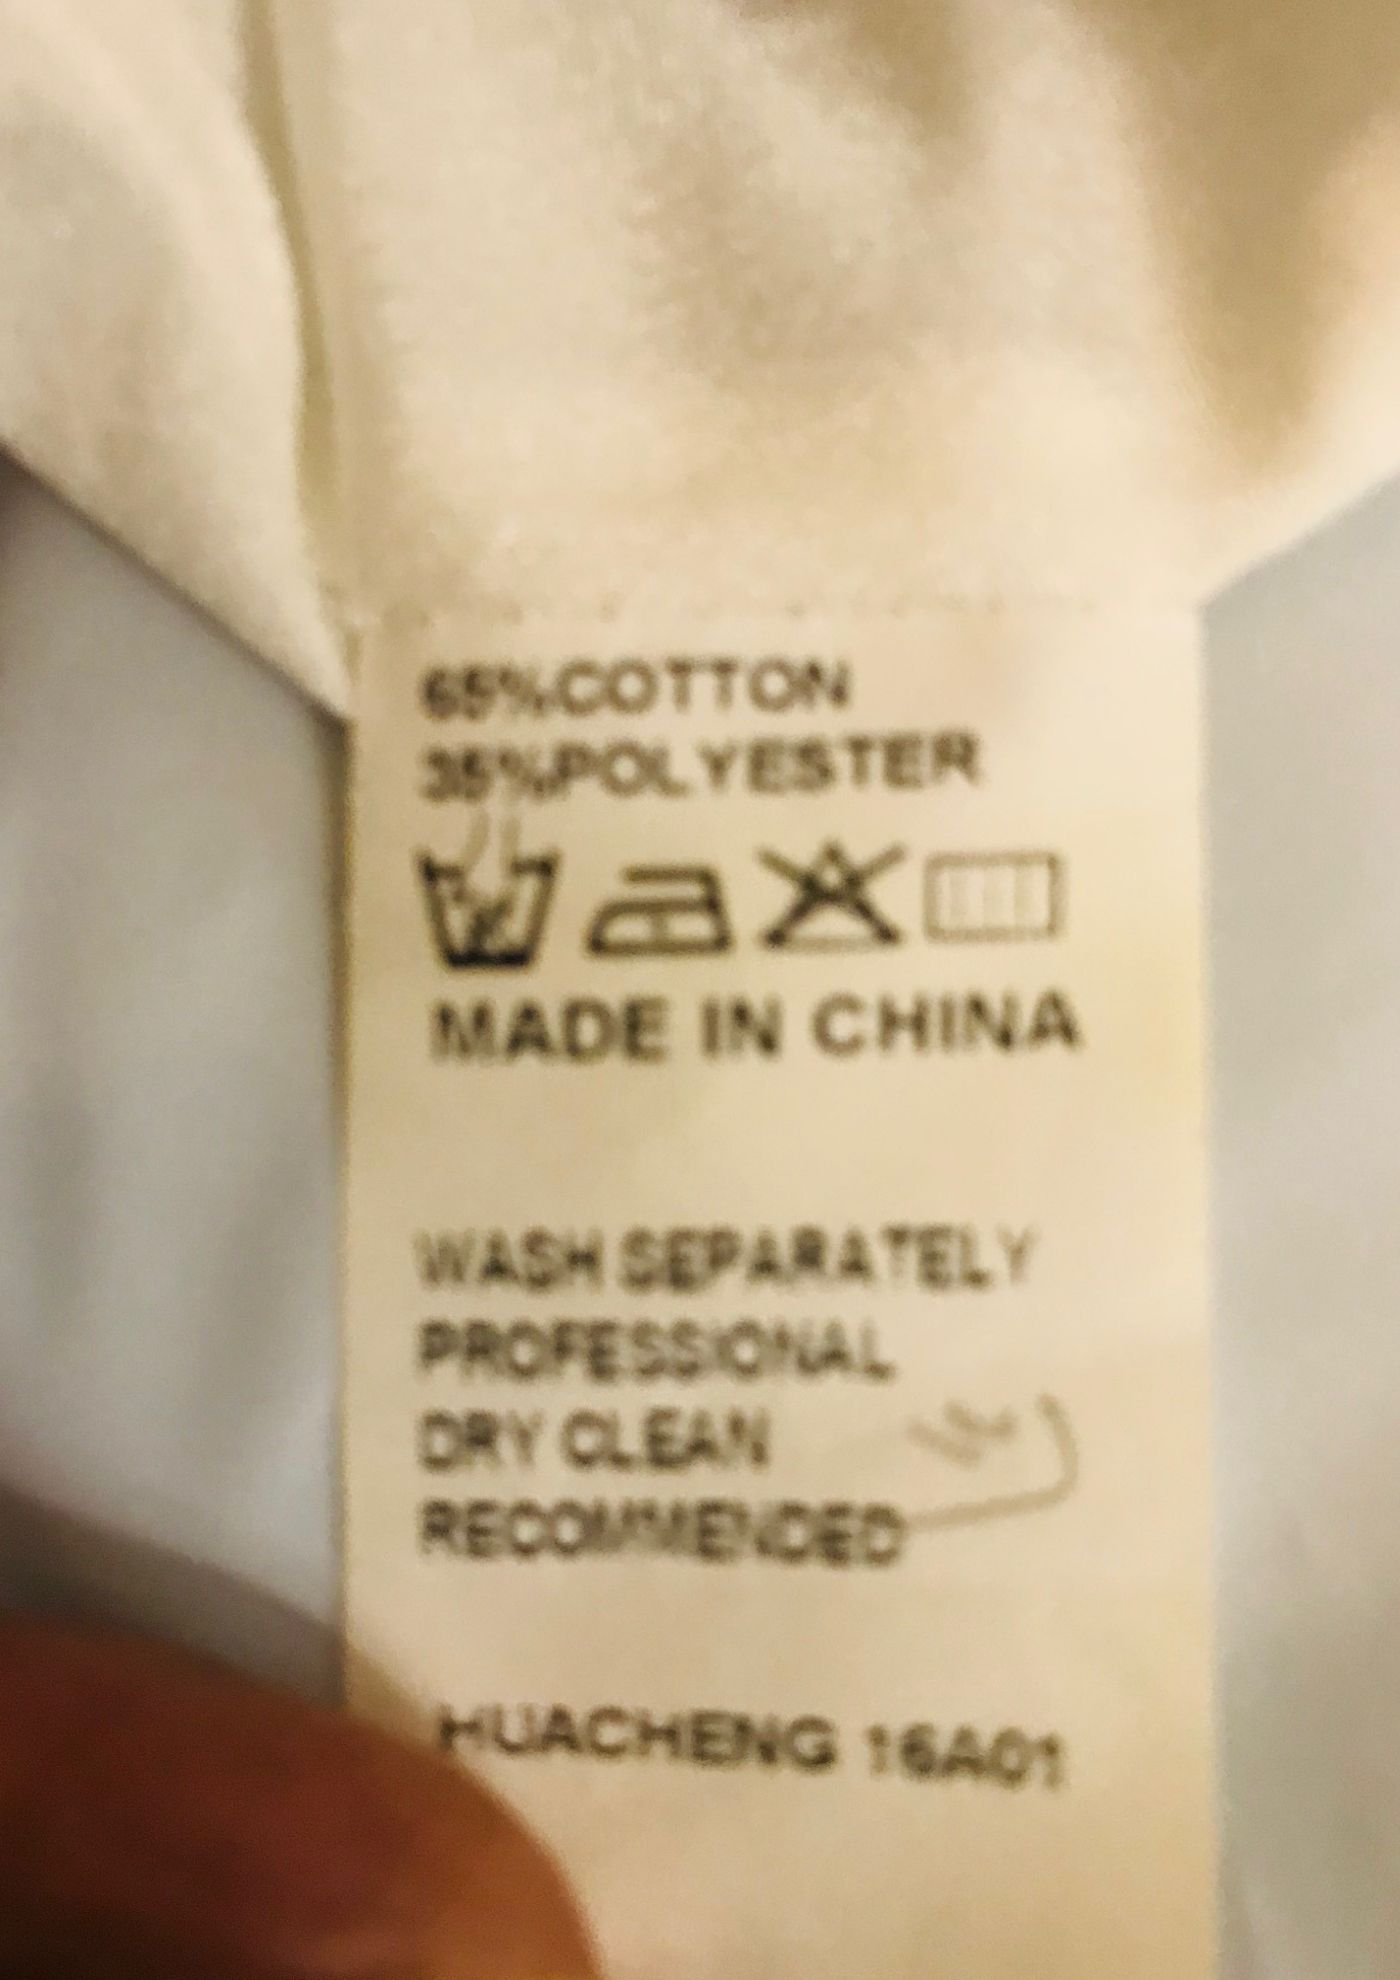 65%COTTON
35%POLYESTER
MADE IN CHINA
WASH SEPARATELY
PROFESSIONAL
DRY CLEAN
RECOMMENDED
HUACHENG 16A01